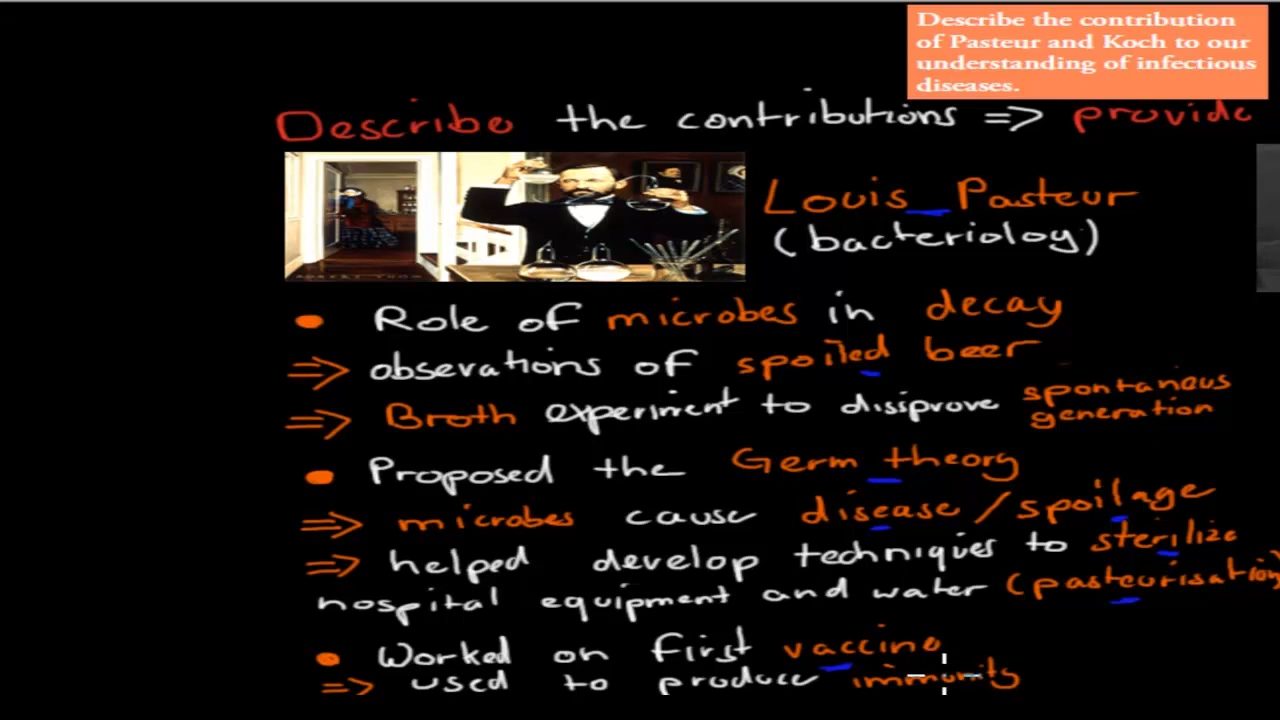 Describe the contribution
of Pasteur and Koch to our
understanding of infectious
diseases.
Describe the contributions => provide
Louis Pasteur
(bacterioloy)
• Role of microbes in decay
=> obsevations of spoiled beer
=> Broth experiment to dissprove spontaneous
generation
• Proposed the Germ theory
=> microbes cause disease/spoilage
=> helped develop techniques to sterilize
hospital equipment and water (pasteurisation
• Worked on first vaccine
=> used to produce immunity